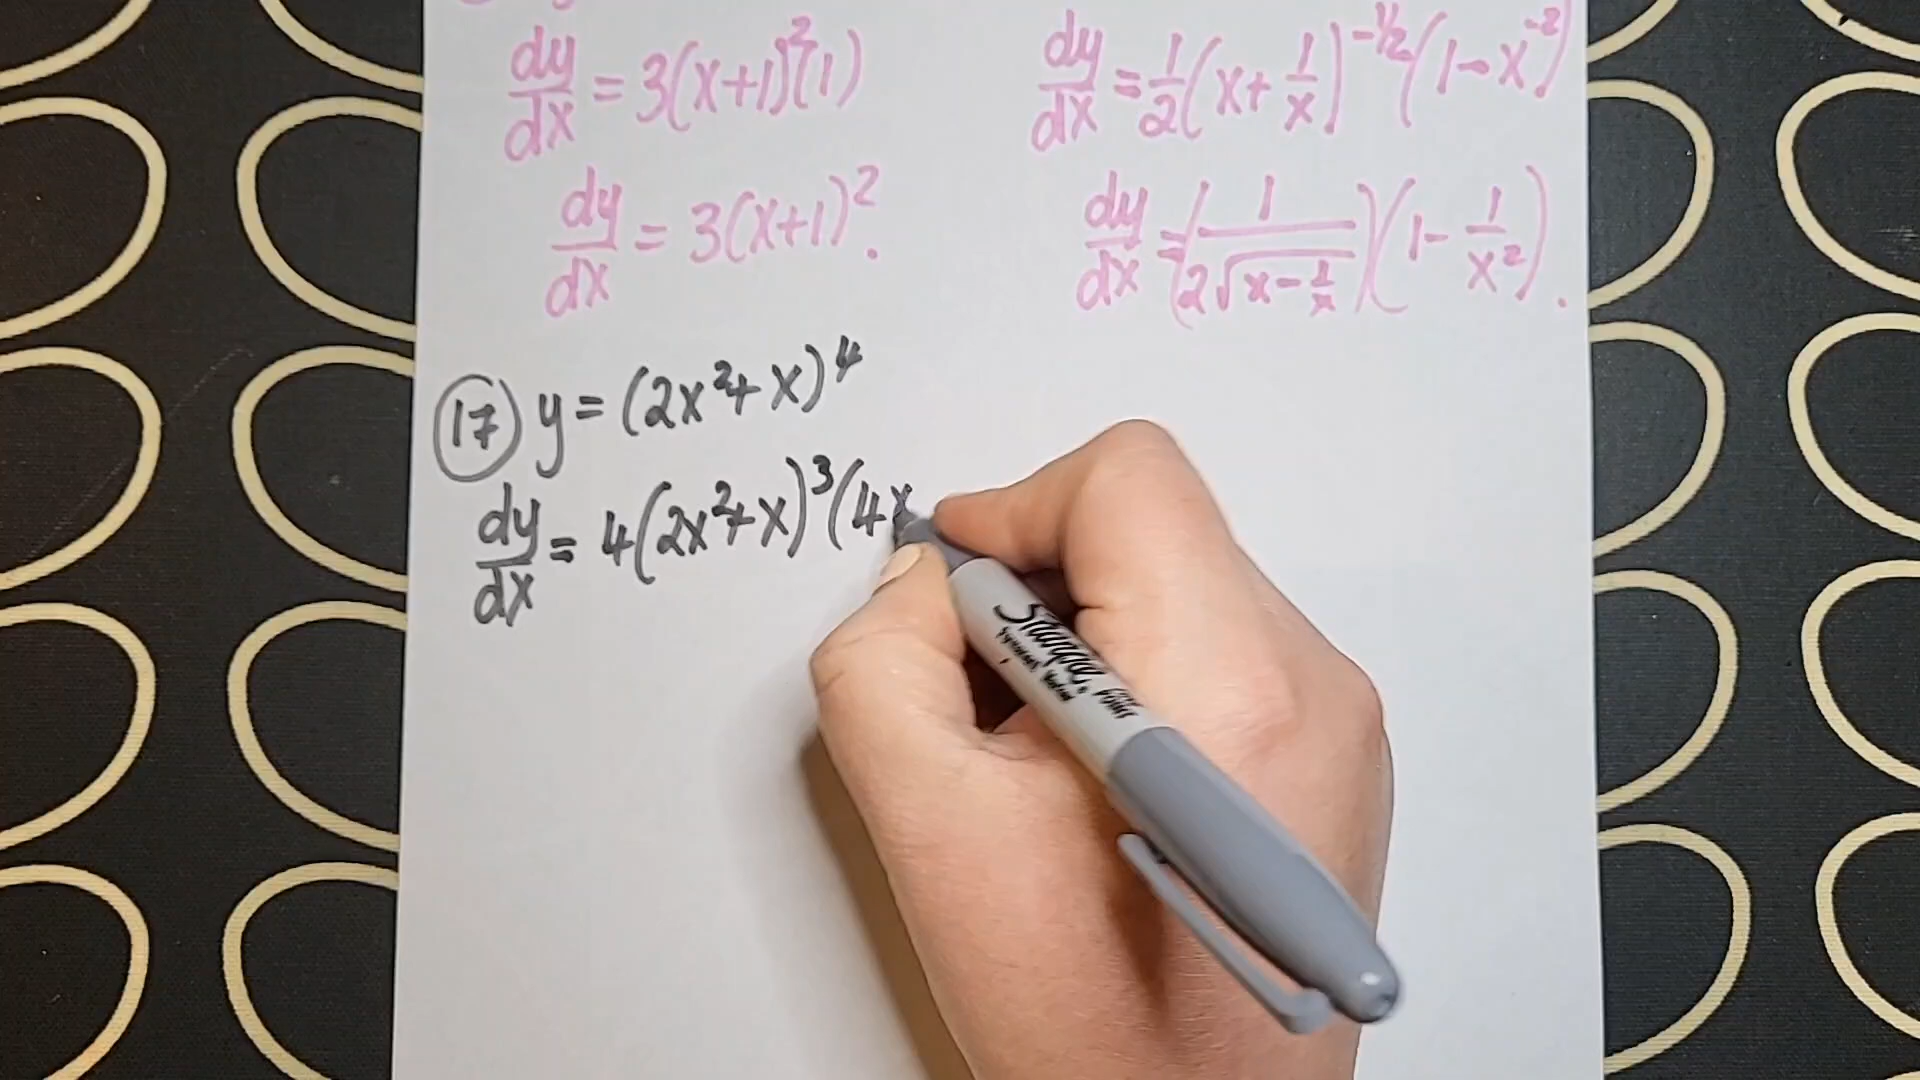 dy/dx = 3(x+1)²(1)
dy/dx = 3(x+1)².
dy/dx = 1/2(x+1/x)^-1/2(1-x^-2)
dy/dx = (1/(2√(x-1/x)))(1-1/x²).
17 y = (2x²+x)⁴
dy/dx = 4(2x²+x)³(4x
Sharpie